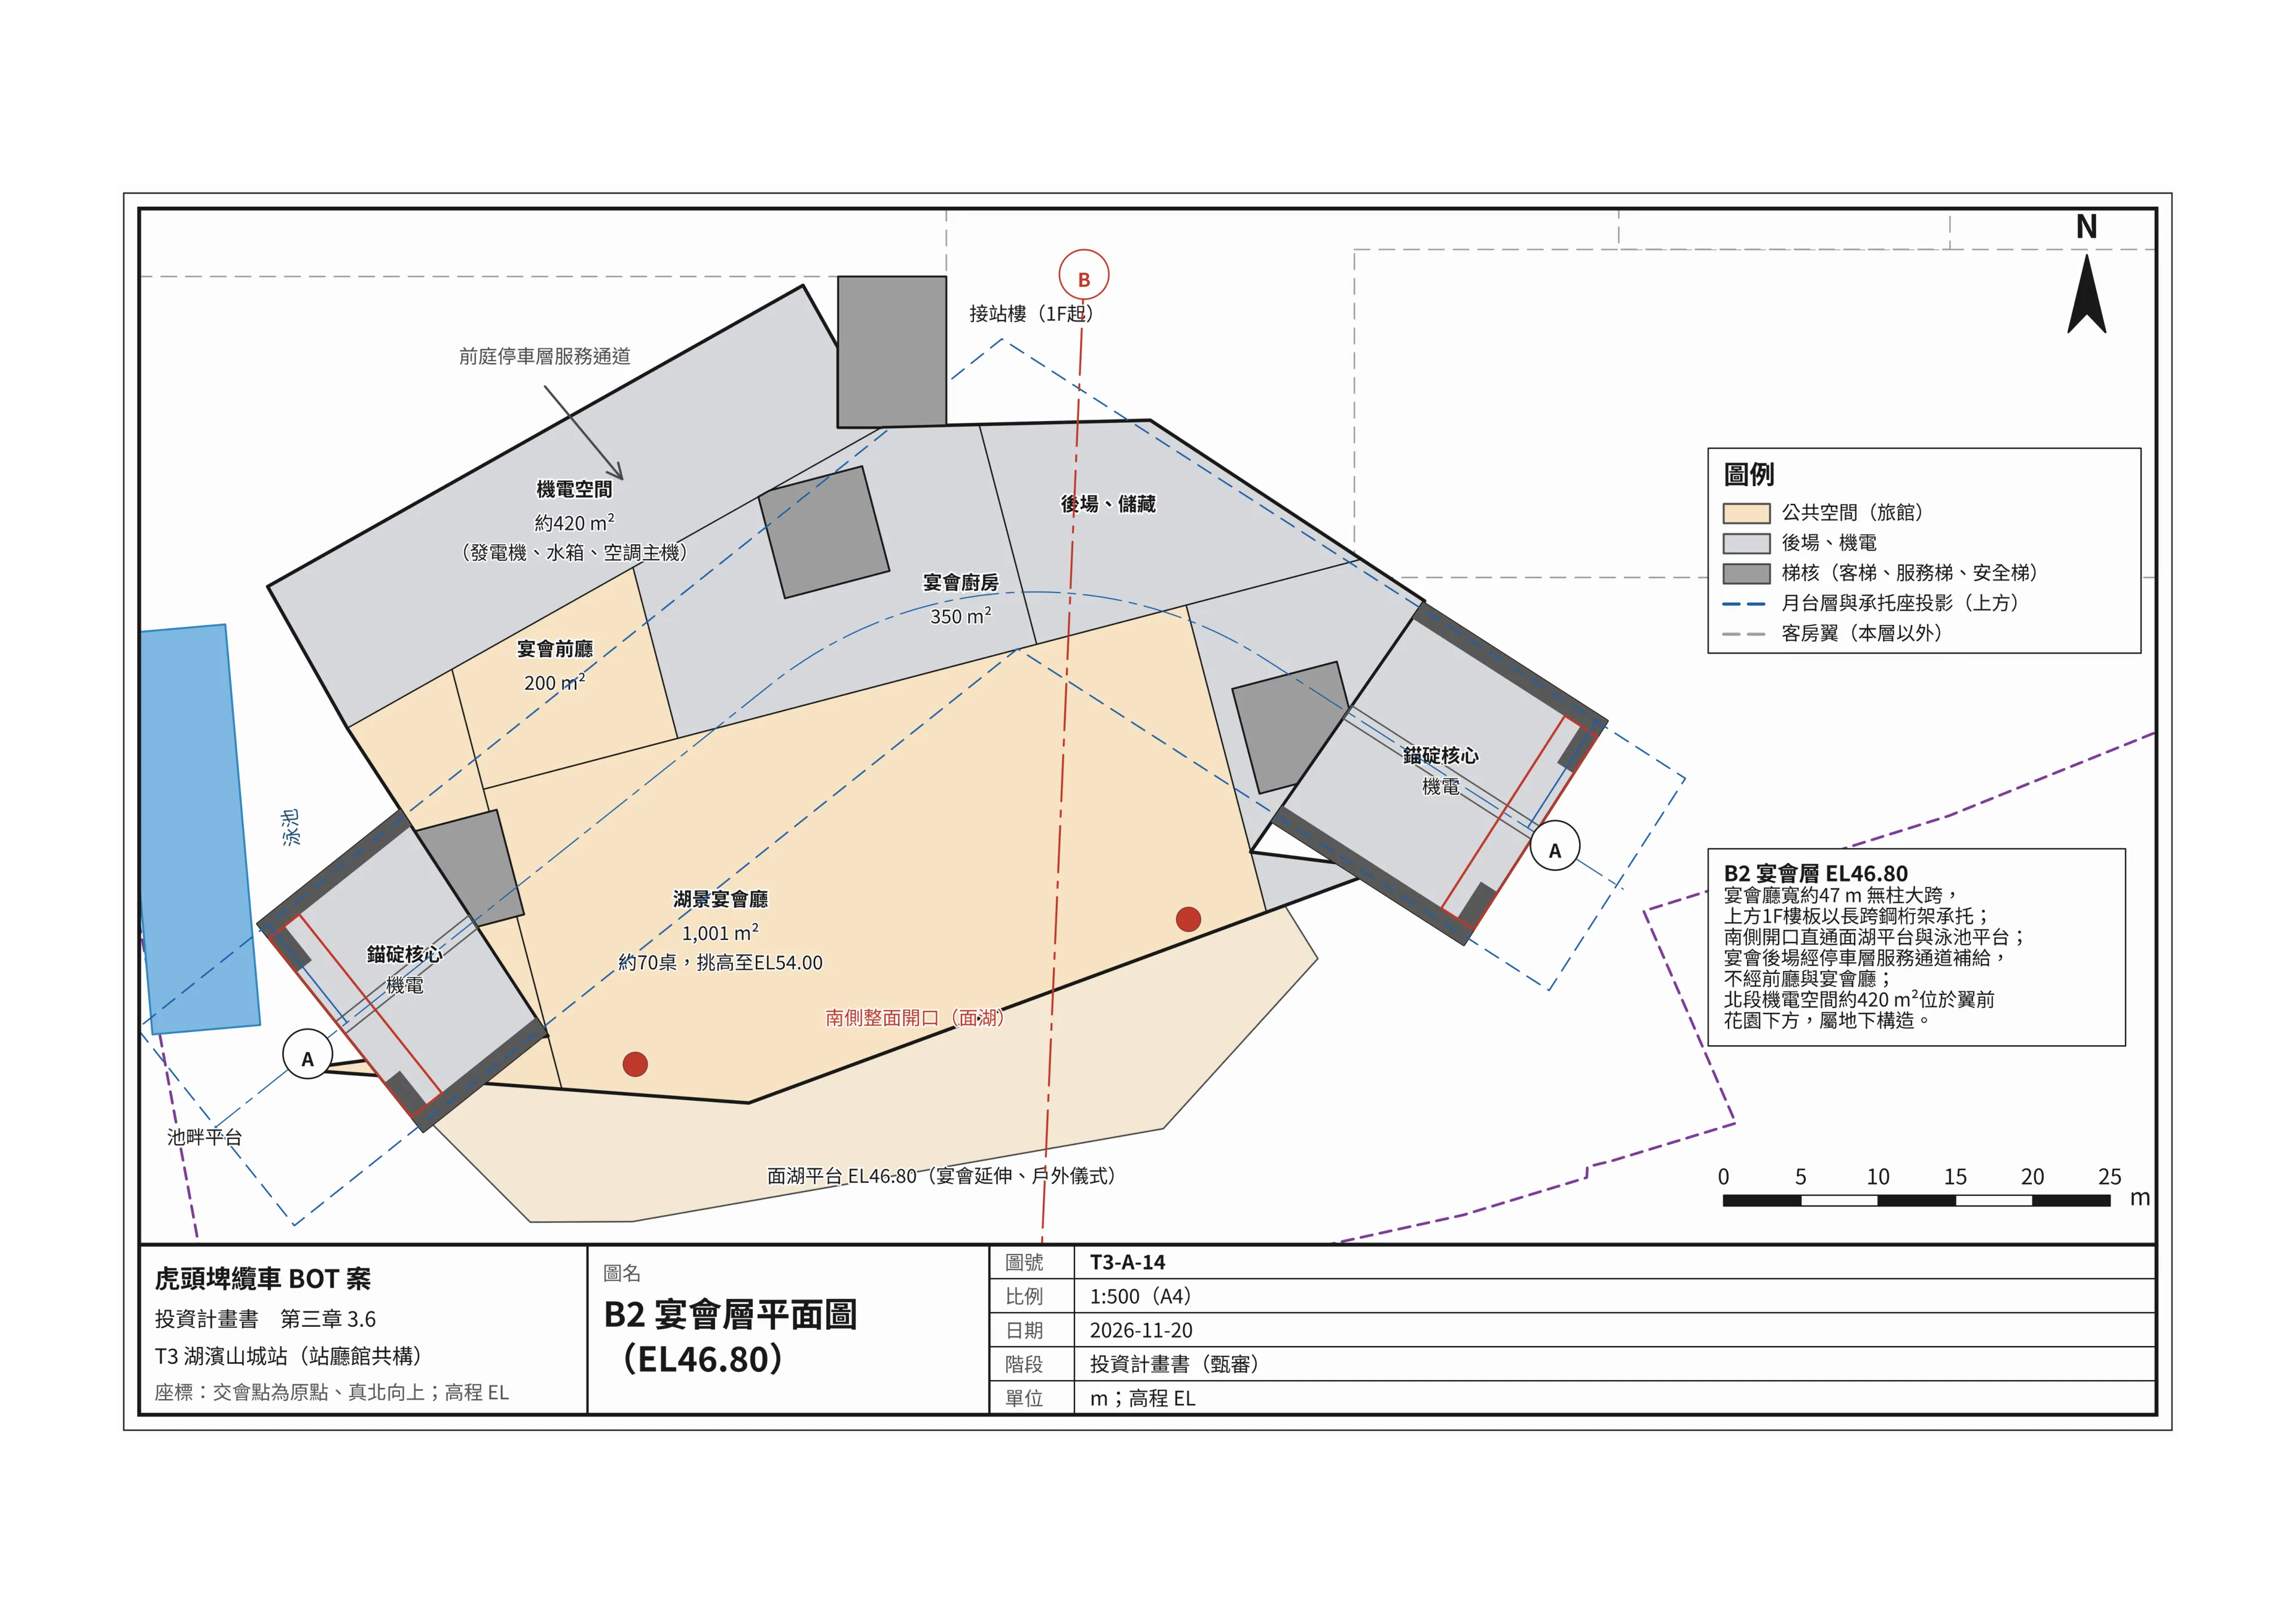 N
B
接站樓（1F起）
前庭停車層服務通道
機電空間
約420 m²
（發電機、水箱、空調主機）
後場、儲藏
宴會廚房
350 m²
宴會前廳
200 m²
泳池
錨碇核心
機電
A
湖景宴會廳
1,001 m²
約70桌，挑高至EL54.00
錨碇核心
機電
A
南側整面開口（面湖）
池畔平台
面湖平台 EL46.80（宴會延伸、戶外儀式）
圖例
公共空間（旅館）
後場、機電
梯核（客梯、服務梯、安全梯）
月台層與承托座投影（上方）
客房翼（本層以外）
B2 宴會層 EL46.80
宴會廳寬約47 m 無柱大跨，
上方1F樓板以長跨鋼桁架承托；
南側開口直通面湖平台與泳池平台；
宴會後場經停車層服務通道補給，
不經前廳與宴會廳；
北段機電空間約420 m²位於翼前
花園下方，屬地下構造。
0 5 10 15 20 25 m
虎頭埤纜車 BOT 案
投資計畫書　第三章 3.6
T3 湖濱山城站（站廳館共構）
座標：交會點為原點、真北向上；高程 EL
圖名
B2 宴會層平面圖
（EL46.80）
圖號 T3-A-14
比例 1:500（A4）
日期 2026-11-20
階段 投資計畫書（甄審）
單位 m；高程 EL